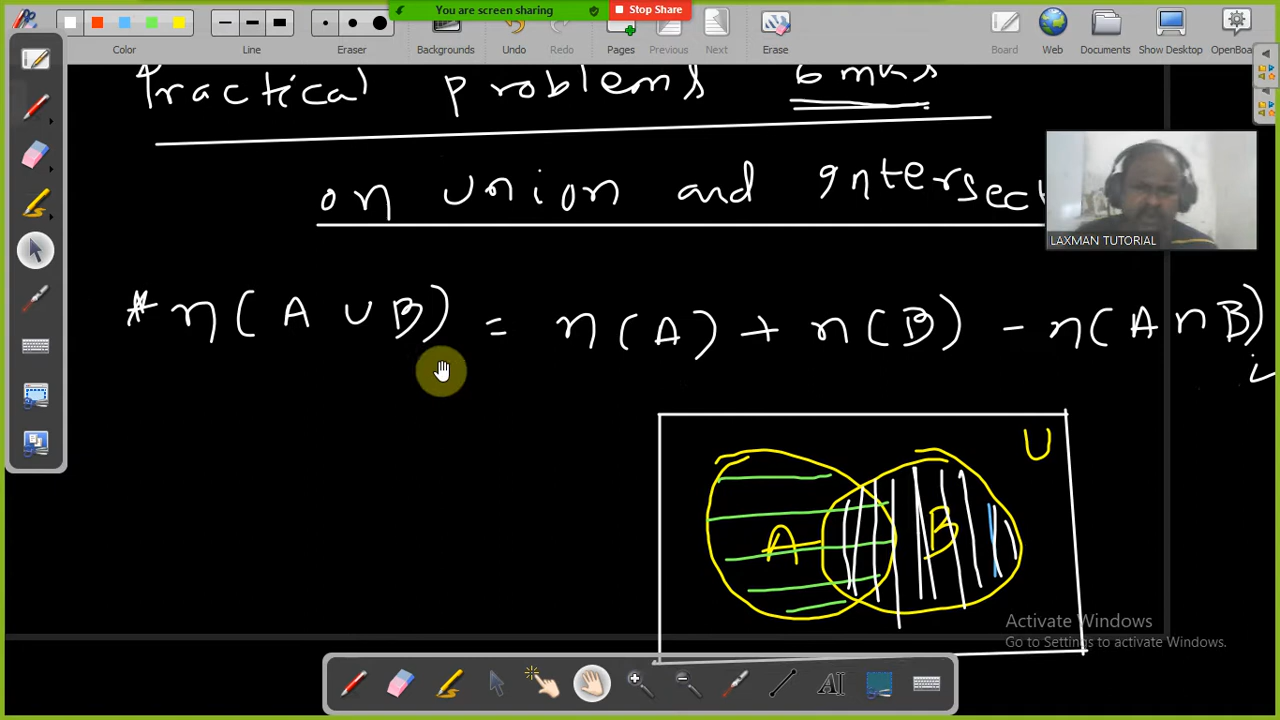 You are screen sharing
Stop Share
Color
Line
Eraser
Backgrounds
Undo
Redo
Pages
Previous
Next
Erase
Board
Web
Documents
Show Desktop
OpenBoa
Practical problems 6 mks
on union and intersect
LAXMAN TUTORIAL
* n(A ∪ B) = n(A) + n(B) - n(A ∩ B)
U
A
B
Activate Windows
Go to Settings to activate Windows.